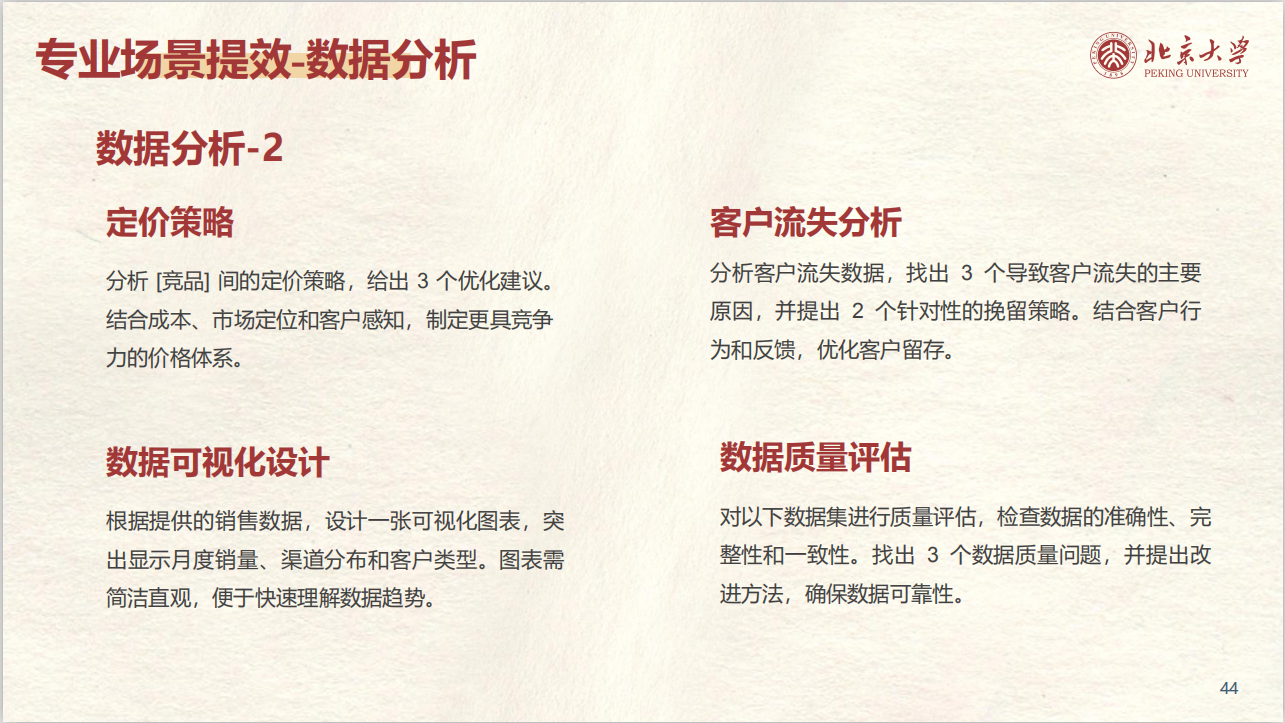 专业场景提效-数据分析
北京大学
PEKING UNIVERSITY
数据分析-2
定价策略
分析 [竞品] 间的定价策略，给出 3 个优化建议。
结合成本、市场定位和客户感知，制定更具竞争
力的价格体系。
客户流失分析
分析客户流失数据，找出 3 个导致客户流失的主要
原因，并提出 2 个针对性的挽留策略。结合客户行
为和反馈，优化客户留存。
数据可视化设计
根据提供的销售数据，设计一张可视化图表，突
出显示月度销量、渠道分布和客户类型。图表需
简洁直观，便于快速理解数据趋势。
数据质量评估
对以下数据集进行质量评估，检查数据的准确性、完
整性和一致性。找出 3 个数据质量问题，并提出改
进方法，确保数据可靠性。
44